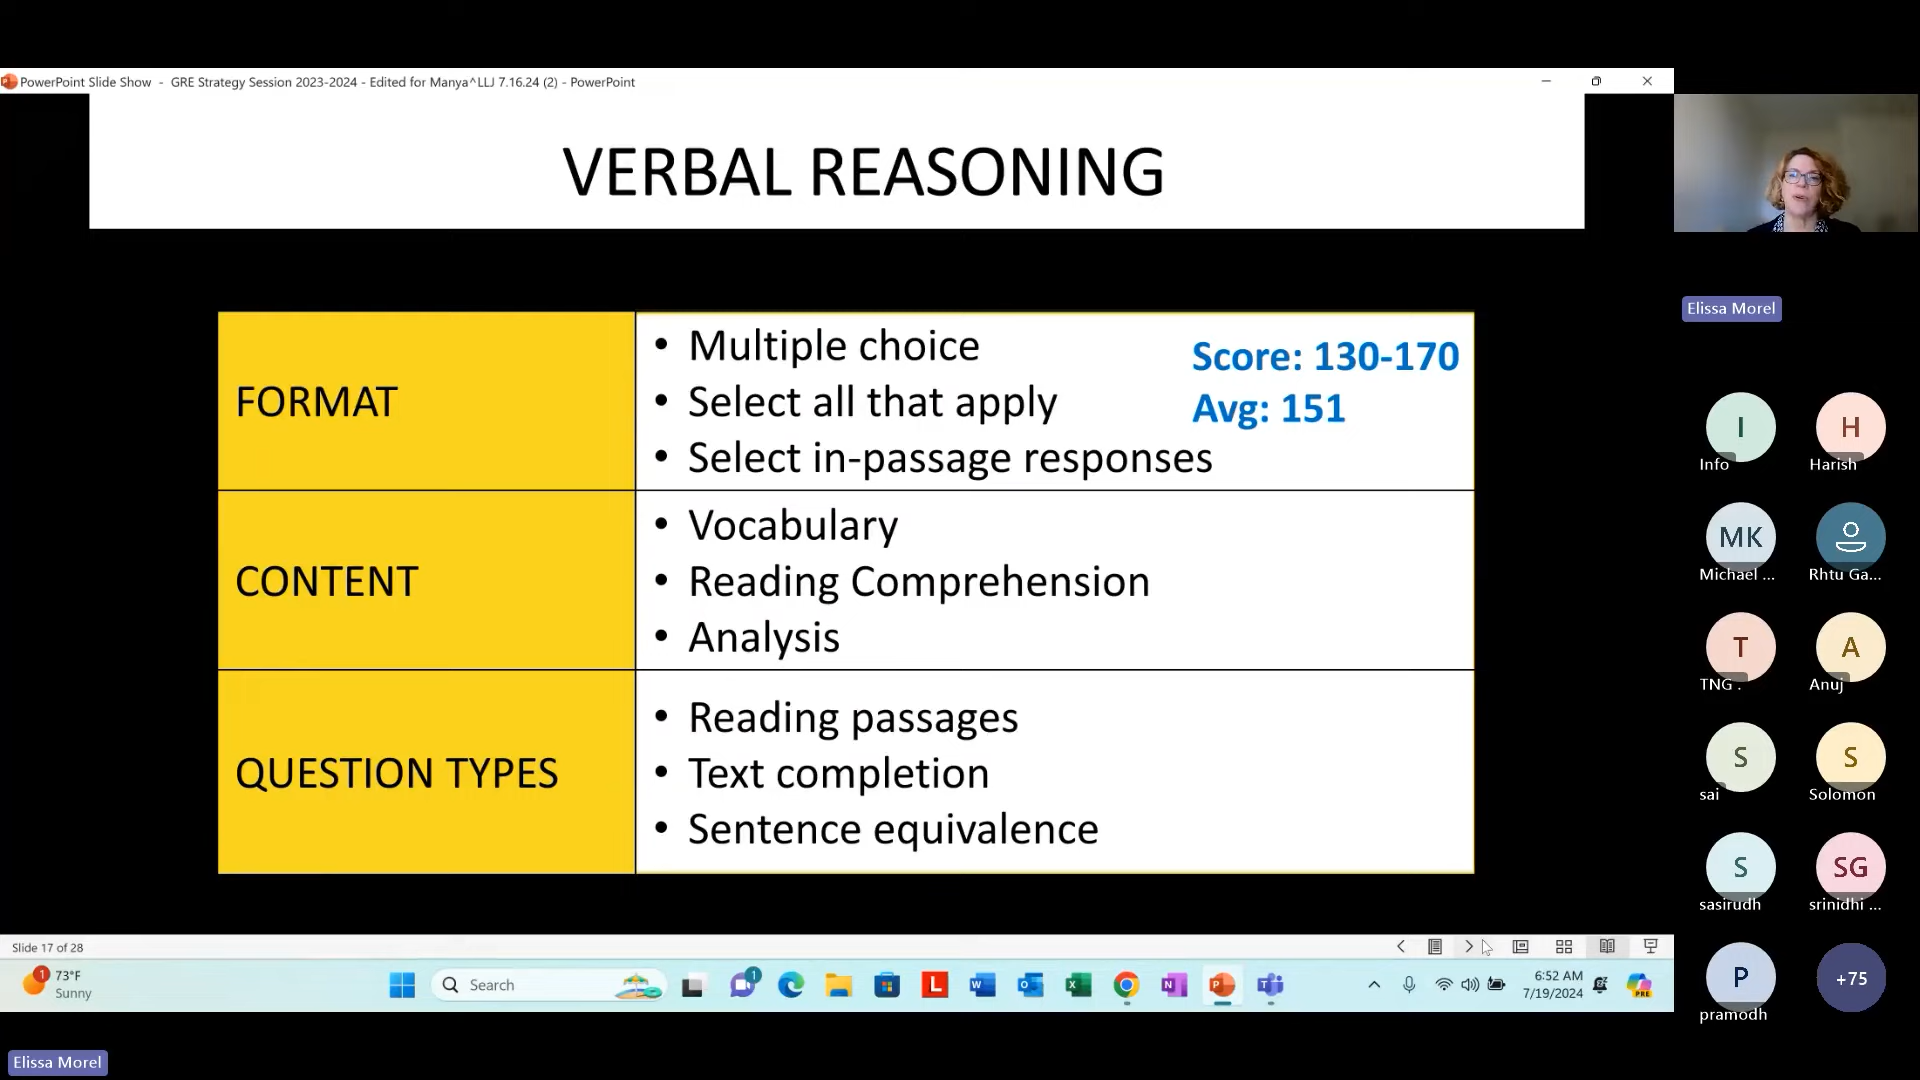 PowerPoint Slide Show - GRE Strategy Session 2023-2024 - Edited for Manya^LLJ 7.16.24 (2) - PowerPoint
VERBAL REASONING
FORMAT
• Multiple choice
• Select all that apply
• Select in-passage responses
Score: 130-170
Avg: 151
CONTENT
• Vocabulary
• Reading Comprehension
• Analysis
QUESTION TYPES
• Reading passages
• Text completion
• Sentence equivalence
Elissa Morel
I
Info
H
Harish
MK
Michael ...
Rhtu Ga...
T
TNG .
A
Anuj
S
sai
S
Solomon
S
sasirudh
SG
srinidhi ...
P
pramodh
+75
Slide 17 of 28
1
73°F
Sunny
Search
1
6:52 AM
7/19/2024
PRE
Elissa Morel